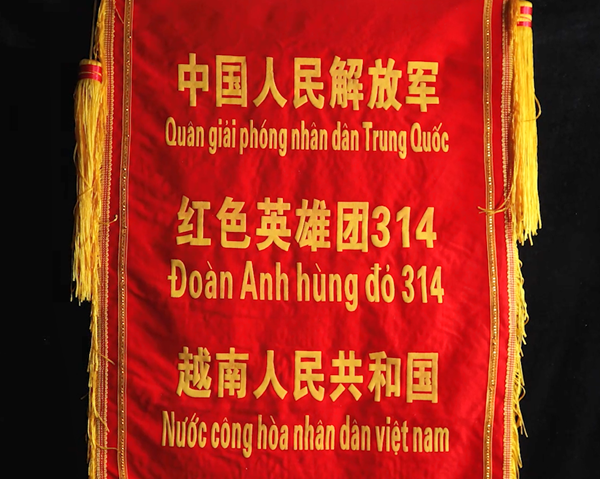 中国人民解放军
Quân giải phóng nhân dân Trung Quốc
红色英雄团314
Đoàn Anh hùng đỏ 314
越南人民共和国
Nước công hòa nhân dân việt nam